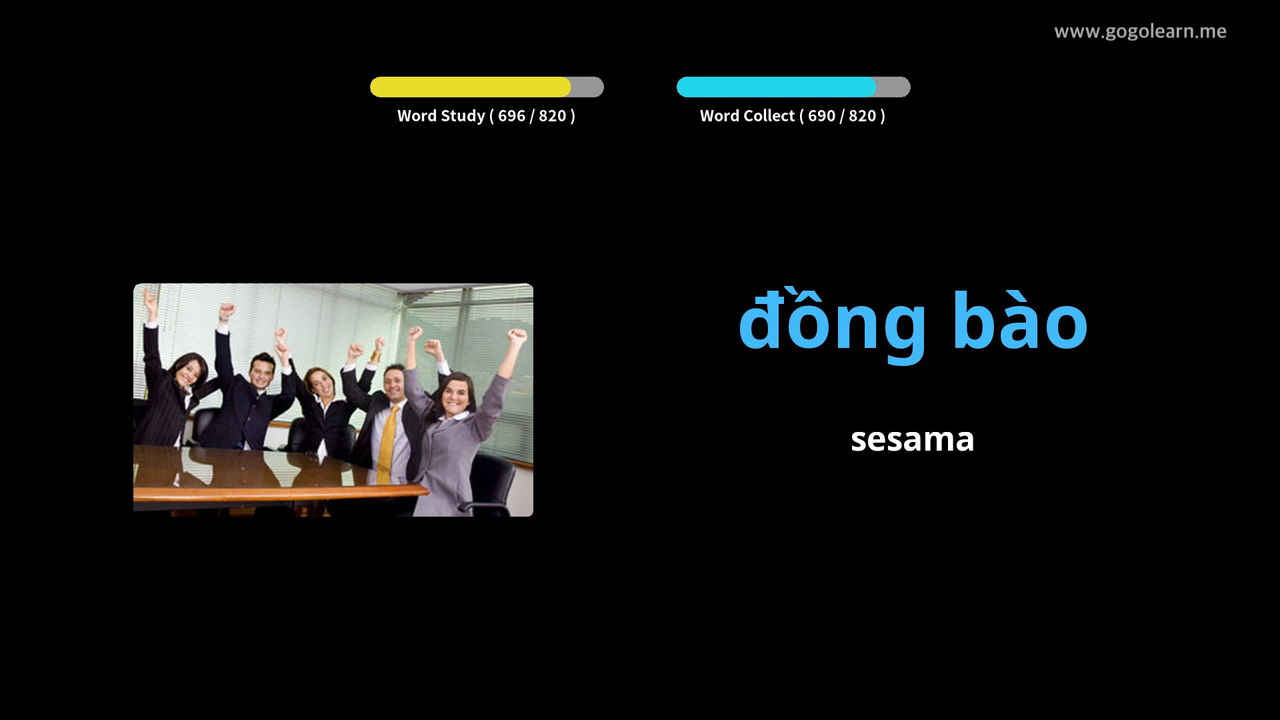 www.gogolearn.me
Word Study ( 696 / 820 )
Word Collect ( 690 / 820 )
đồng bào
sesama